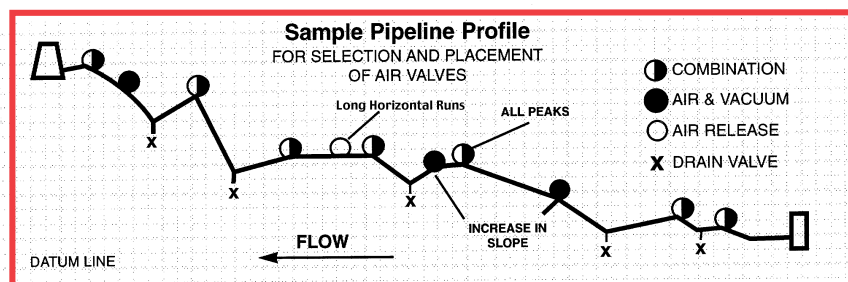 Sample Pipeline Profile
FOR SELECTION AND PLACEMENT
OF AIR VALVES
COMBINATION
AIR & VACUUM
AIR RELEASE
X DRAIN VALVE
Long Horizontal Runs
ALL PEAKS
X
X
X
X
X
INCREASE IN
SLOPE
FLOW
DATUM LINE